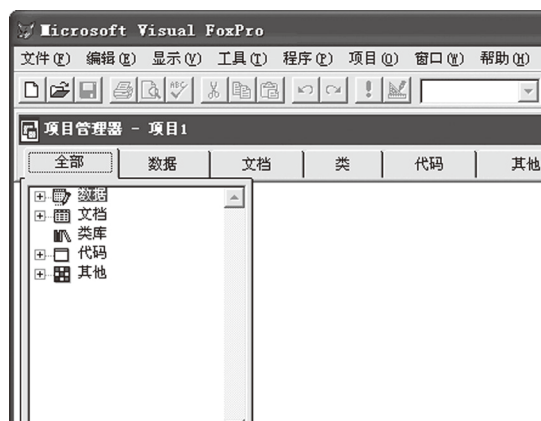 Microsoft Visual FoxPro
文件(F) 编辑(E) 显示(V) 工具(T) 程序(P) 项目(O) 窗口(W) 帮助(H)
ABC
项目管理器 - 项目1
全部 数据 文档 类 代码 其他
数据
文档
类库
代码
其他